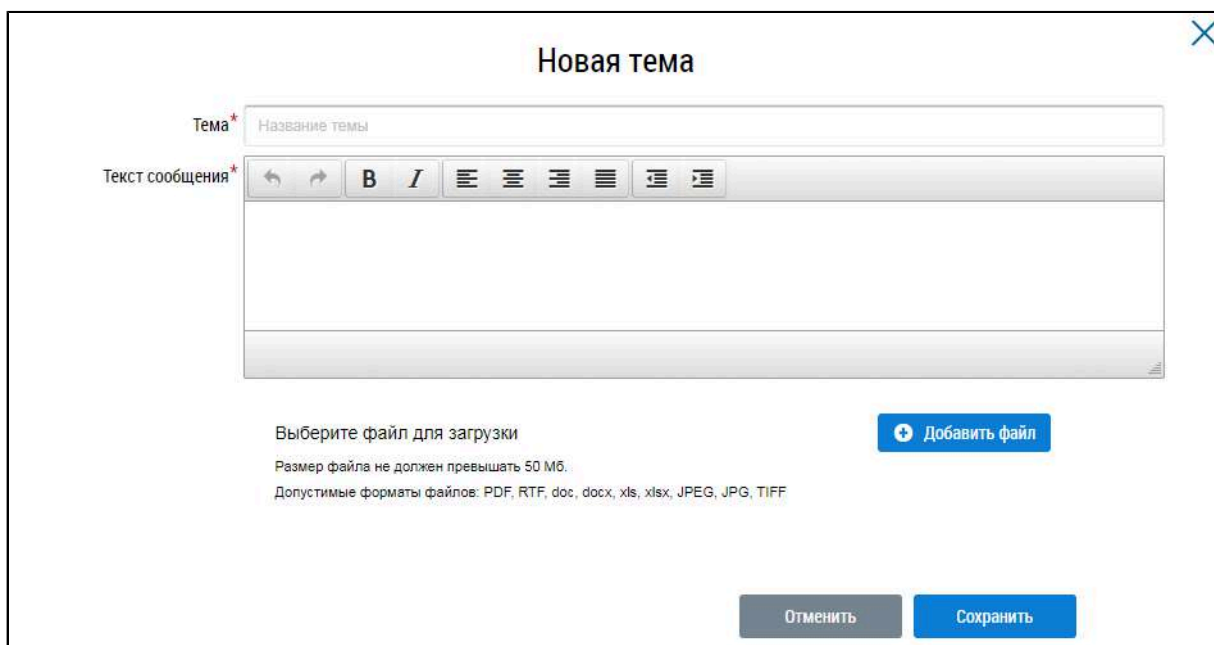 Новая тема
Тема*
Название темы
Текст сообщения*
B I
Выберите файл для загрузки
Добавить файл
Размер файла не должен превышать 50 Мб.
Допустимые форматы файлов: PDF, RTF, doc, docx, xls, xlsx, JPEG, JPG, TIFF
Отменить
Сохранить